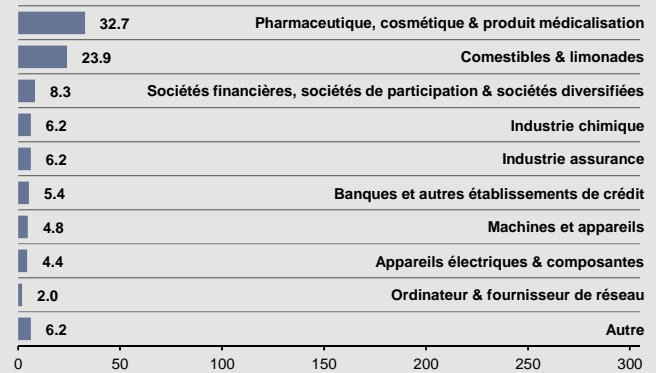 32.7 Pharmaceutique, cosmétique & produit médicalisation
23.9 Comestibles & limonades
8.3 Sociétés financières, sociétés de participation & sociétés diversifiées
6.2 Industrie chimique
6.2 Industrie assurance
5.4 Banques et autres établissements de crédit
4.8 Machines et appareils
4.4 Appareils électriques & composantes
2.0 Ordinateur & fournisseur de réseau
6.2 Autre
0 50 100 150 200 250 300